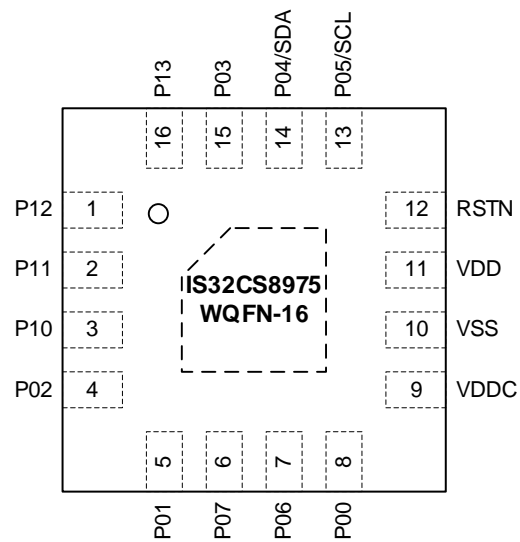 P13
P03
P04/SDA
P05/SCL
16
15
14
13
P12 1
12 RSTN
P11 2
11 VDD
P10 3
10 VSS
P02 4
9 VDDC
IS32CS8975
WQFN-16
5
6
7
8
P01
P07
P06
P00